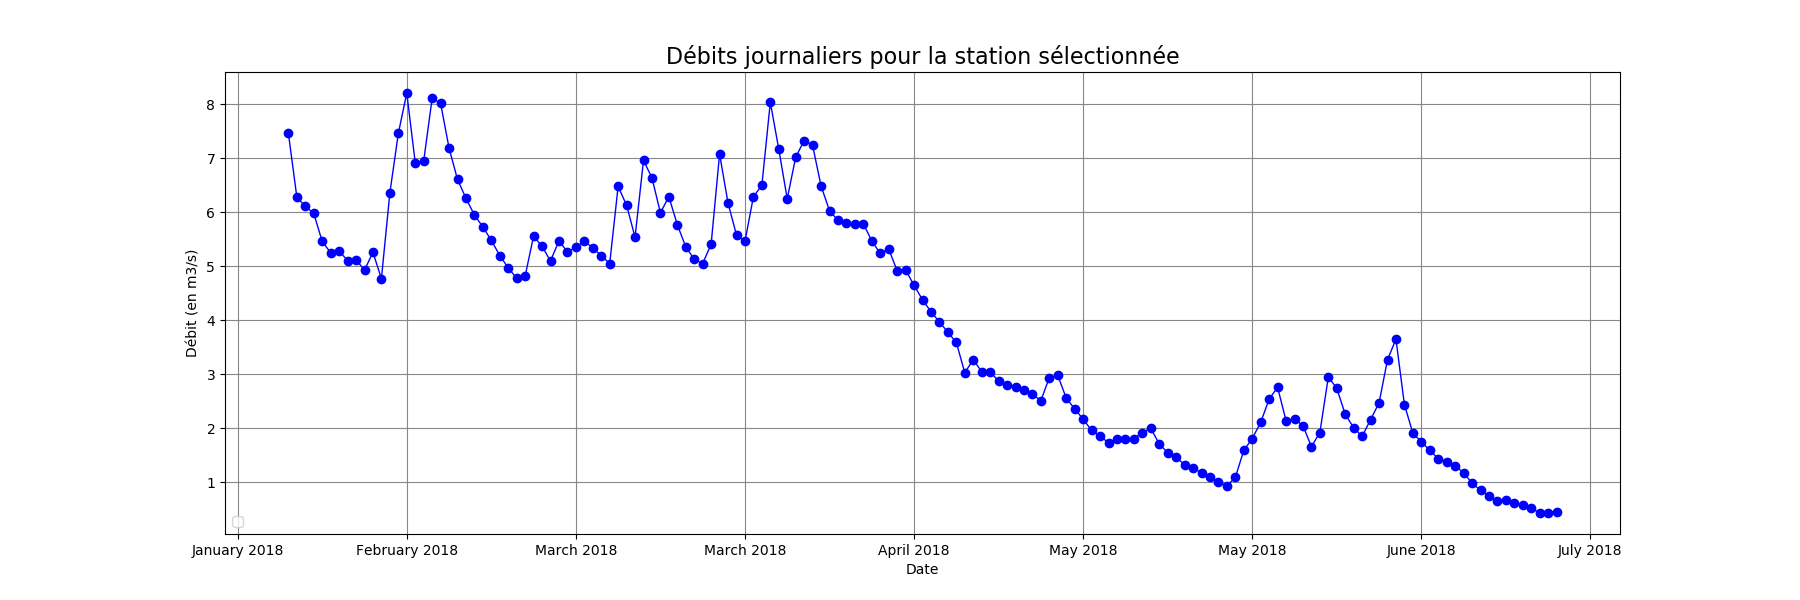 Débits journaliers pour la station sélectionnée
Débit (en m3/s)
8
7
6
5
4
3
2
1
January 2018 February 2018 March 2018 March 2018 April 2018 May 2018 May 2018 June 2018 July 2018
Date